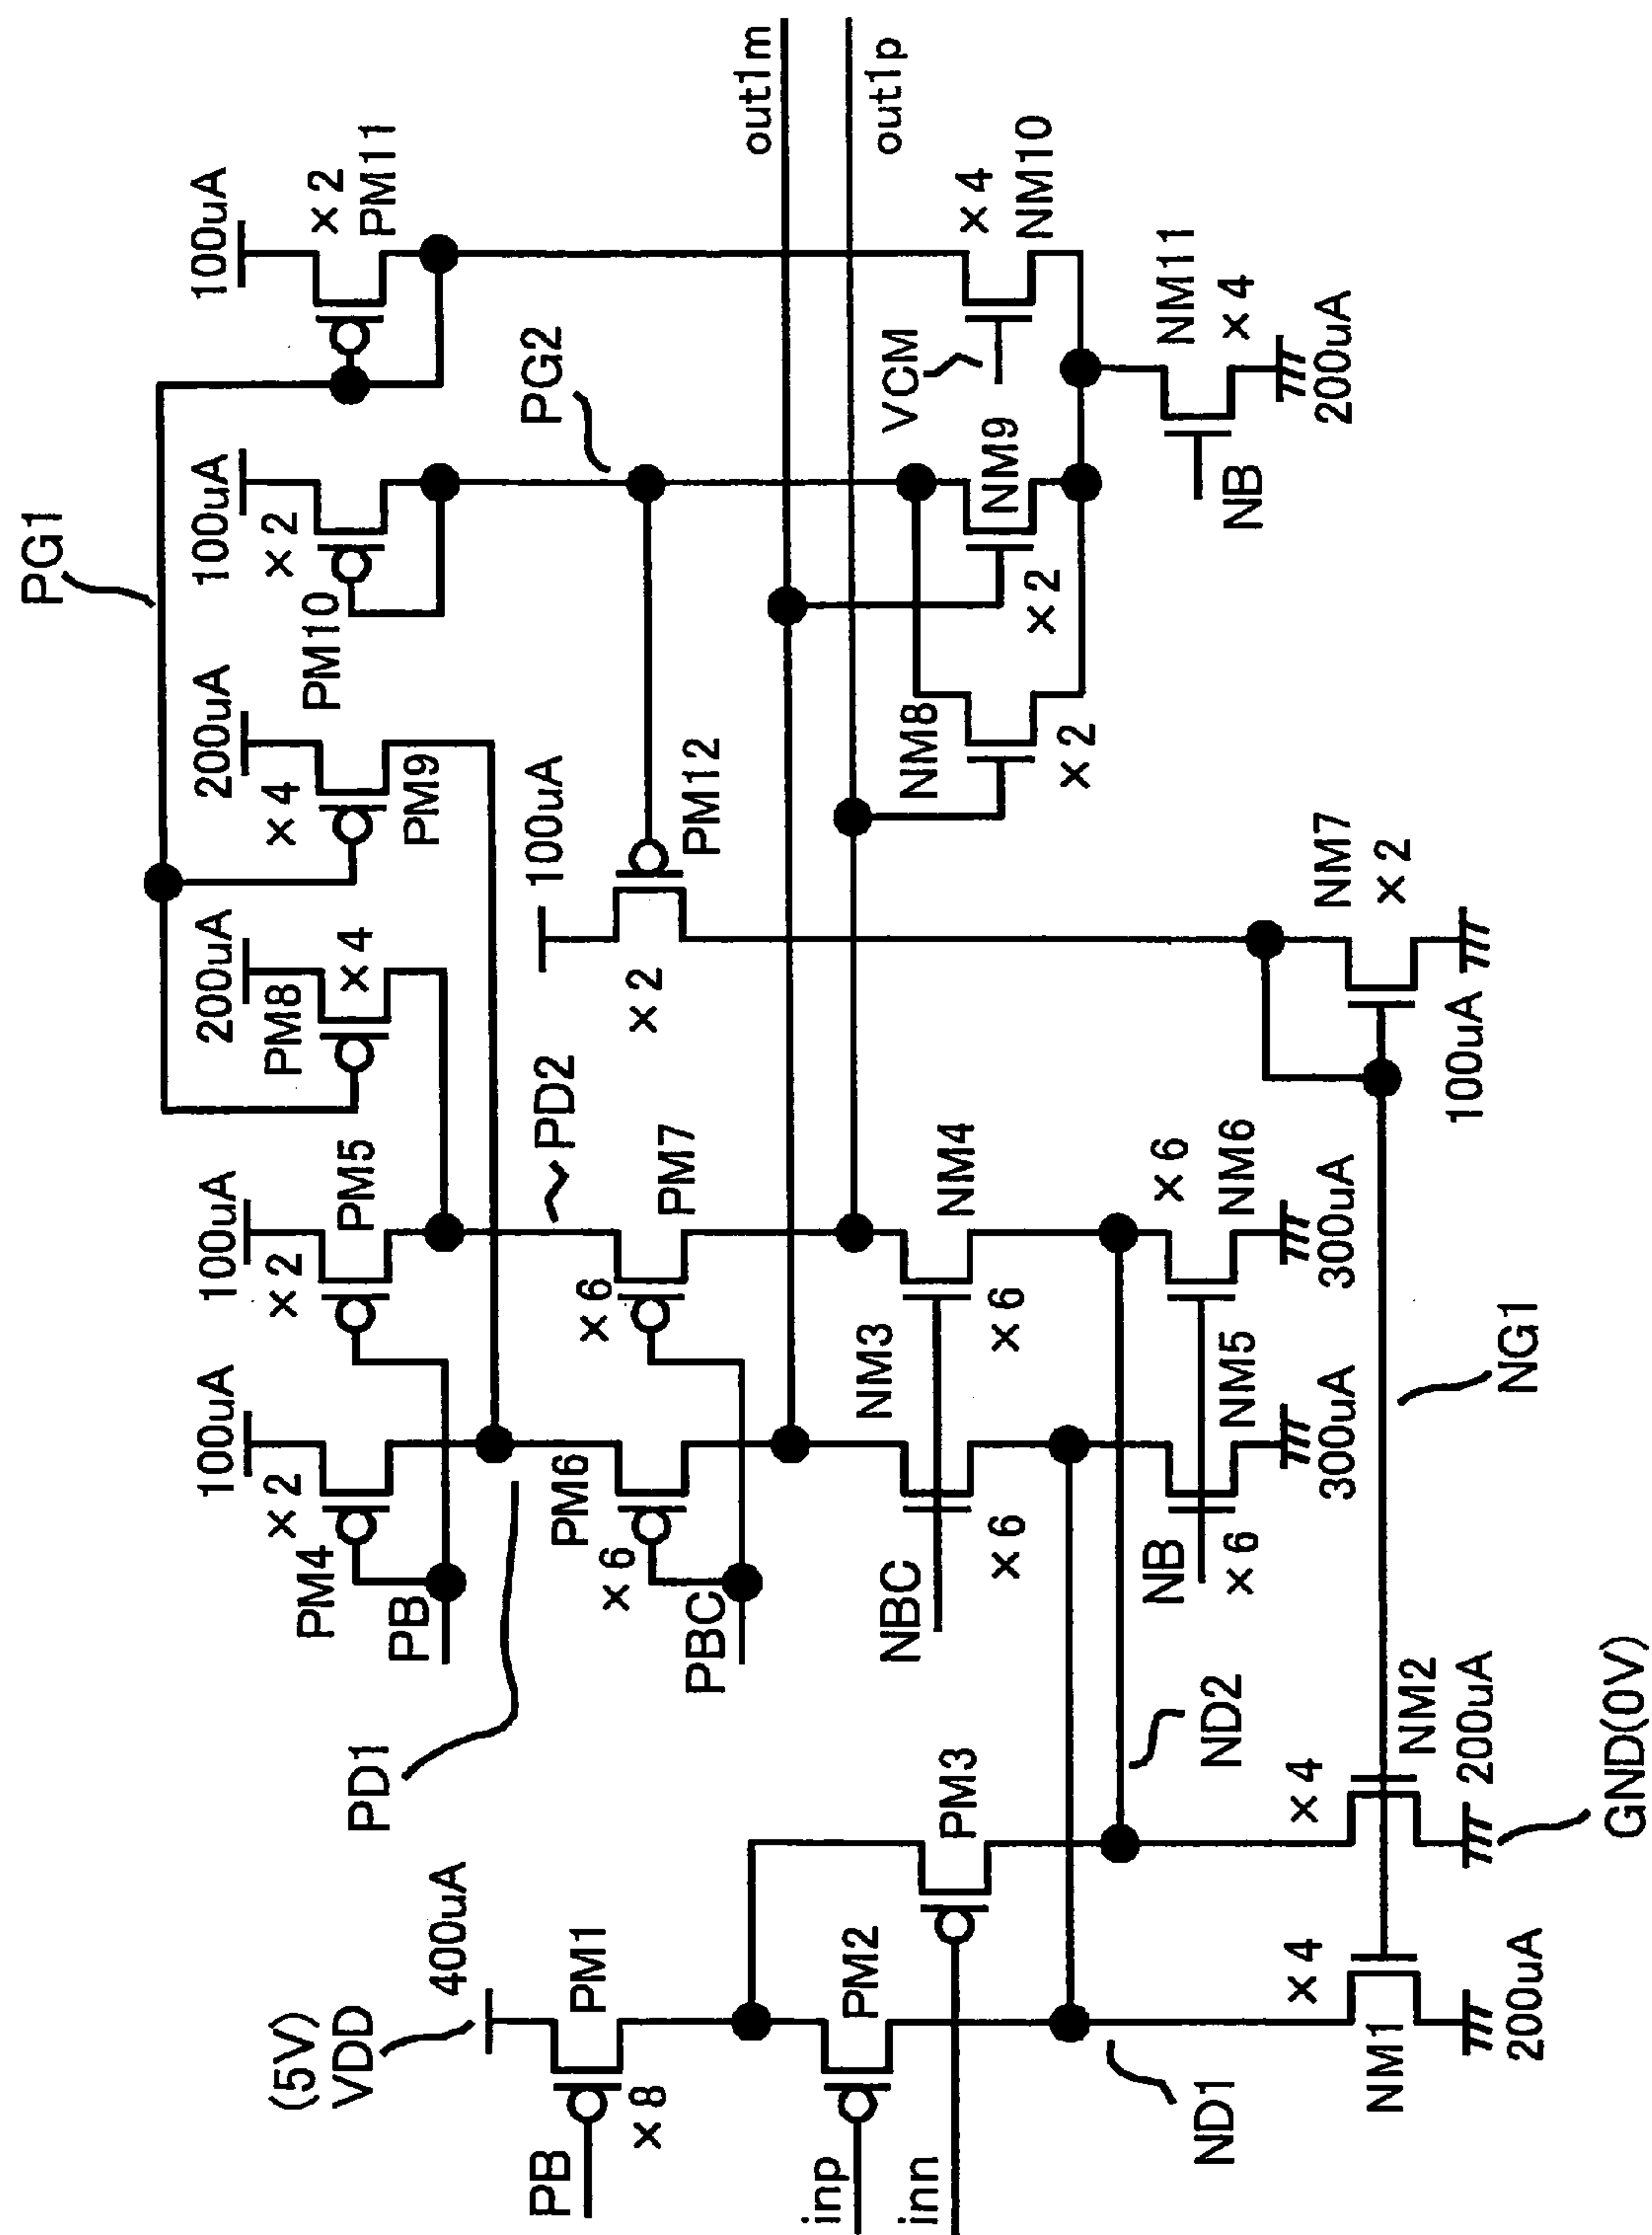 (5V)
VDD
400uA
PM1
PB
×8
inp
PM2
inn
PM3
ND1
ND2
×4
NM1
200uA
×4
NM2
200uA
GND(0V)
PD1
100uA
×2
PM4
PB
100uA
×2
PM5
PD2
PM6
×6
PBC
×6
PM7
NBC
NM3
×6
NM4
×6
NB
×6
NM5
300uA
×6
NM6
300uA
NG1
PG1
200uA
PM8
×4
200uA
×4
PM9
100uA
×2
PM10
100uA
×2
PM11
PG2
100uA
×2
PM12
out1m
out1p
NM8
×2
NM9
×2
VCM
×4
NM10
NM11
×4
NB
200uA
NM7
×2
100uA